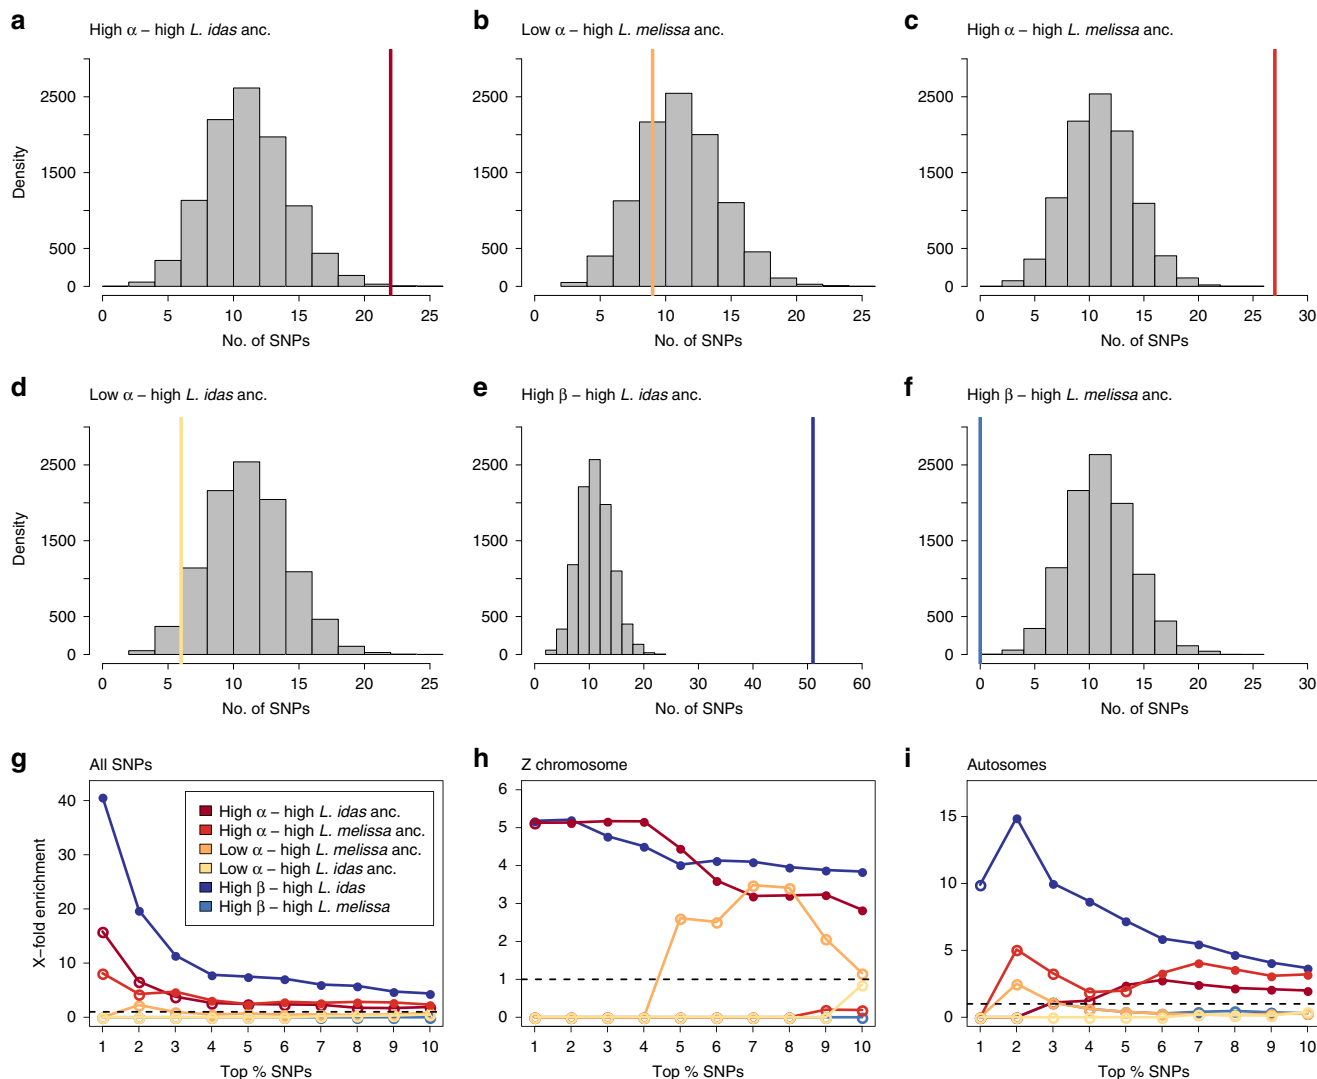 a
High α – high L. idas anc.
Density
2500
1500
500
0
0 5 10 15 20 25
No. of SNPs
b
Low α – high L. melissa anc.
2500
1500
500
0
0 5 10 15 20 25
No. of SNPs
c
High α – high L. melissa anc.
2500
1500
500
0
0 5 10 15 20 25 30
No. of SNPs
d
Low α – high L. idas anc.
Density
2500
1500
500
0
0 5 10 15 20 25
No. of SNPs
e
High β – high L. idas anc.
2500
1500
500
0
0 10 20 30 40 50 60
No. of SNPs
f
High β – high L. melissa anc.
2500
1500
500
0
0 5 10 15 20 25 30
No. of SNPs
g
All SNPs
X–fold enrichment
40
30
20
10
0
High α – high L. idas anc.
High α – high L. melissa anc.
Low α – high L. melissa anc.
Low α – high L. idas anc.
High β – high L. idas
High β – high L. melissa
1 2 3 4 5 6 7 8 9 10
Top % SNPs
h
Z chromosome
6
5
4
3
2
1
0
1 2 3 4 5 6 7 8 9 10
Top % SNPs
i
Autosomes
15
10
5
0
1 2 3 4 5 6 7 8 9 10
Top % SNPs